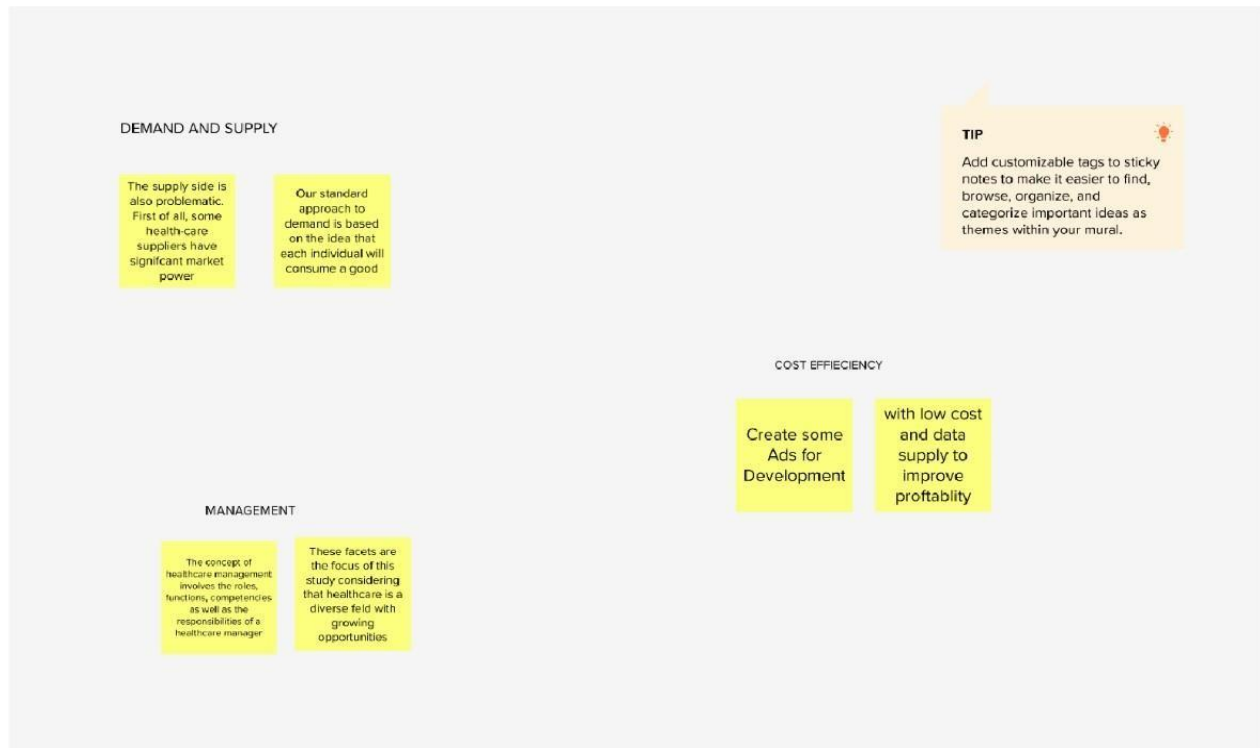 DEMAND AND SUPPLY
The supply side is
also problematic.
First of all, some
health-care
suppliers have
signifcant market
power
Our standard
approach to
demand is based
on the idea that
each individual will
consume a good
TIP
Add customizable tags to sticky
notes to make it easier to find,
browse, organize, and
categorize important ideas as
themes within your mural.
COST EFFIECIENCY
Create some
Ads for
Development
with low cost
and data
supply to
improve
proftablity
MANAGEMENT
The concept of
healthcare management
involves the roles,
functions, competencies
as well as the
responsibilities of a
healthcare manager
These facets are
the focus of this
study considering
that healthcare is a
diverse feld with
growing
opportunities